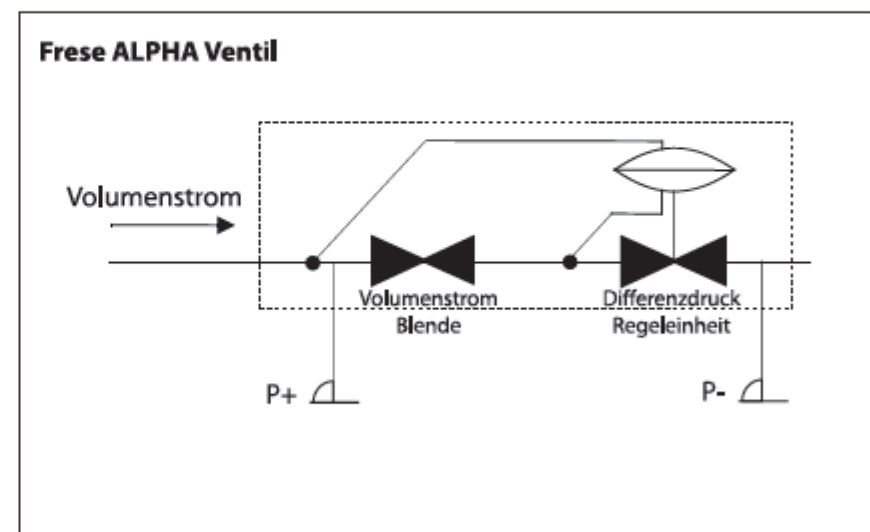 Frese ALPHA Ventil
Volumenstrom
Volumenstrom
Blende
Differenzdruck
Regeleinheit
P+
P-